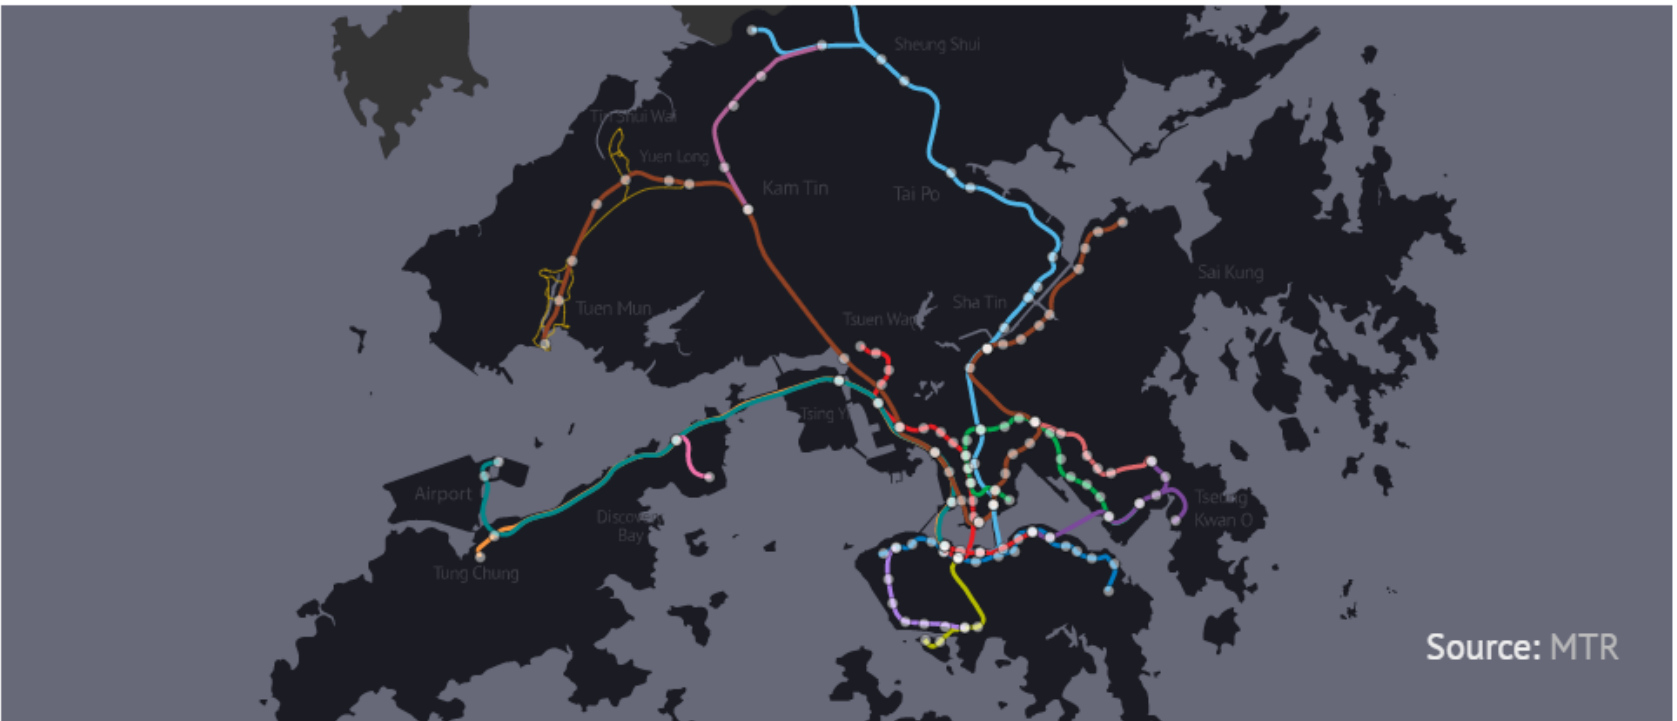 Sheung Shui
Tin Shui Wai
Yuen Long
Kam Tin
Tai Po
Sai Kung
Sha Tin
Tuen Mun
Tsuen Wan
Tsing Yi
Airport
Tseung
Kwan O
Discovery
Bay
Tung Chung
Source: MTR